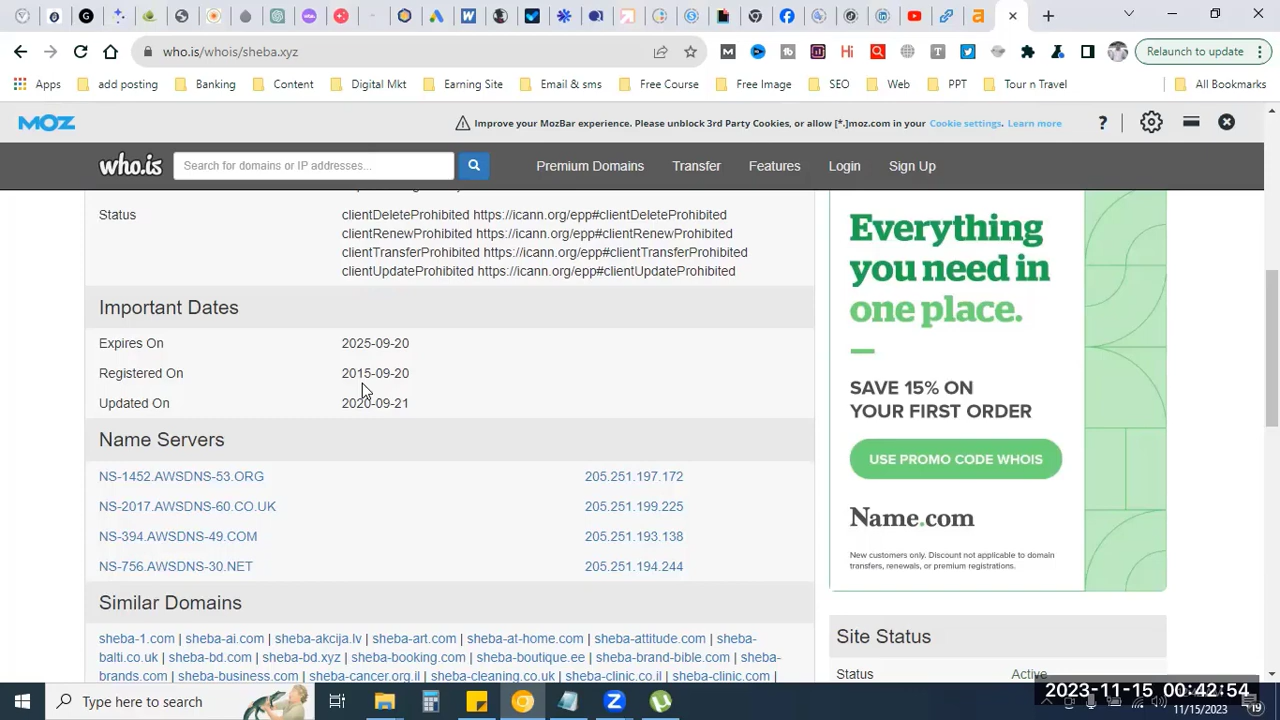 who.is/whois/sheba.xyz
Relaunch to update
Apps
add posting
Banking
Content
Digital Mkt
Earning Site
Email & sms
Free Course
Free Image
SEO
Web
PPT
Tour n Travel
All Bookmarks
MOZ
Improve your MozBar experience. Please unblock 3rd Party Cookies, or allow [*.]moz.com in your Cookie settings. Learn more
who.is
Search for domains or IP addresses...
Premium Domains
Transfer
Features
Login
Sign Up
Status
clientDeleteProhibited https://icann.org/epp#clientDeleteProhibited
clientRenewProhibited https://icann.org/epp#clientRenewProhibited
clientTransferProhibited https://icann.org/epp#clientTransferProhibited
clientUpdateProhibited https://icann.org/epp#clientUpdateProhibited
Important Dates
Expires On 2025-09-20
Registered On 2015-09-20
Updated On 2020-09-21
Name Servers
NS-1452.AWSDNS-53.ORG 205.251.197.172
NS-2017.AWSDNS-60.CO.UK 205.251.199.225
NS-394.AWSDNS-49.COM 205.251.193.138
NS-756.AWSDNS-30.NET 205.251.194.244
Similar Domains
sheba-1.com | sheba-ai.com | sheba-akcija.lv | sheba-art.com | sheba-at-home.com | sheba-attitude.com | sheba-
balti.co.uk | sheba-bd.com | sheba-bd.xyz | sheba-booking.com | sheba-boutique.ee | sheba-brand-bible.com | sheba-
brands.com | sheba-business.com | sheba-cancer.org.il | sheba-cleaning.co.uk | sheba-clinic.co.il | sheba-clinic.com |
Everything
you need in
one place.
SAVE 15% ON
YOUR FIRST ORDER
USE PROMO CODE WHOIS
Name.com
New customers only. Discount not applicable to domain
transfers, renewals, or premium registrations.
Site Status
Status Active
Type here to search
2023-11-15 00:42:54
11/15/2023